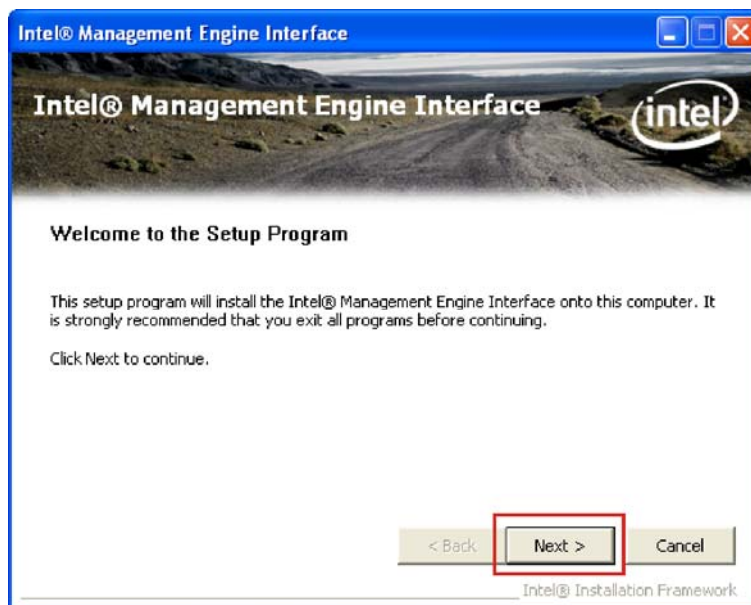 Intel® Management Engine Interface
Intel® Management Engine Interface
intel
Welcome to the Setup Program
This setup program will install the Intel® Management Engine Interface onto this computer. It
is strongly recommended that you exit all programs before continuing.
Click Next to continue.
< Back
Next >
Cancel
Intel® Installation Framework